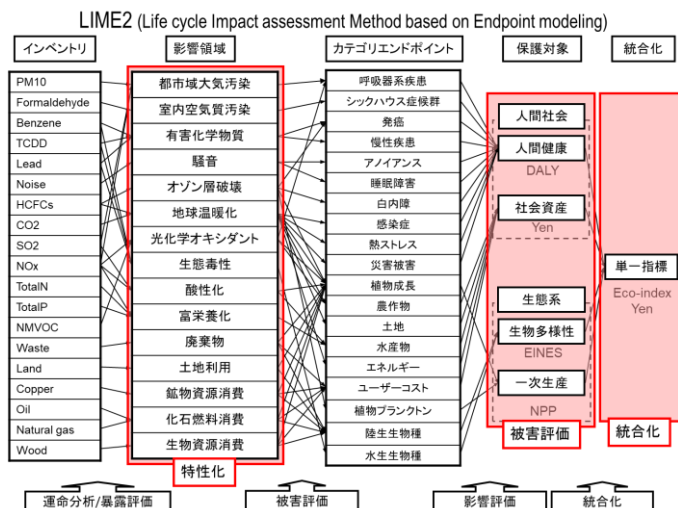 LIME2 (Life cycle Impact assessment Method based on Endpoint modeling)
インベントリ
影響領域
カテゴリエンドポイント
保護対象
統合化
PM10
Formaldehyde
Benzene
TCDD
Lead
Noise
HCFCs
CO2
SO2
NOx
TotalN
TotalP
NMVOC
Waste
Land
Copper
Oil
Natural gas
Wood
都市域大気汚染
室内空気質汚染
有害化学物質
騒音
オゾン層破壊
地球温暖化
光化学オキシダント
生態毒性
酸性化
富栄養化
廃棄物
土地利用
鉱物資源消費
化石燃料消費
生物資源消費
特性化
呼吸器系疾患
シックハウス症候群
発癌
慢性疾患
アノイアンス
睡眠障害
白内障
感染症
熱ストレス
災害被害
植物成長
農作物
土地
水産物
エネルギー
ユーザーコスト
植物プランクトン
陸生生物種
水生生物種
人間社会
人間健康
DALY
社会資産
Yen
生態系
生物多様性
EINES
一次生産
NPP
被害評価
単一指標
Eco-index
Yen
統合化
運命分析/暴露評価
被害評価
影響評価
統合化